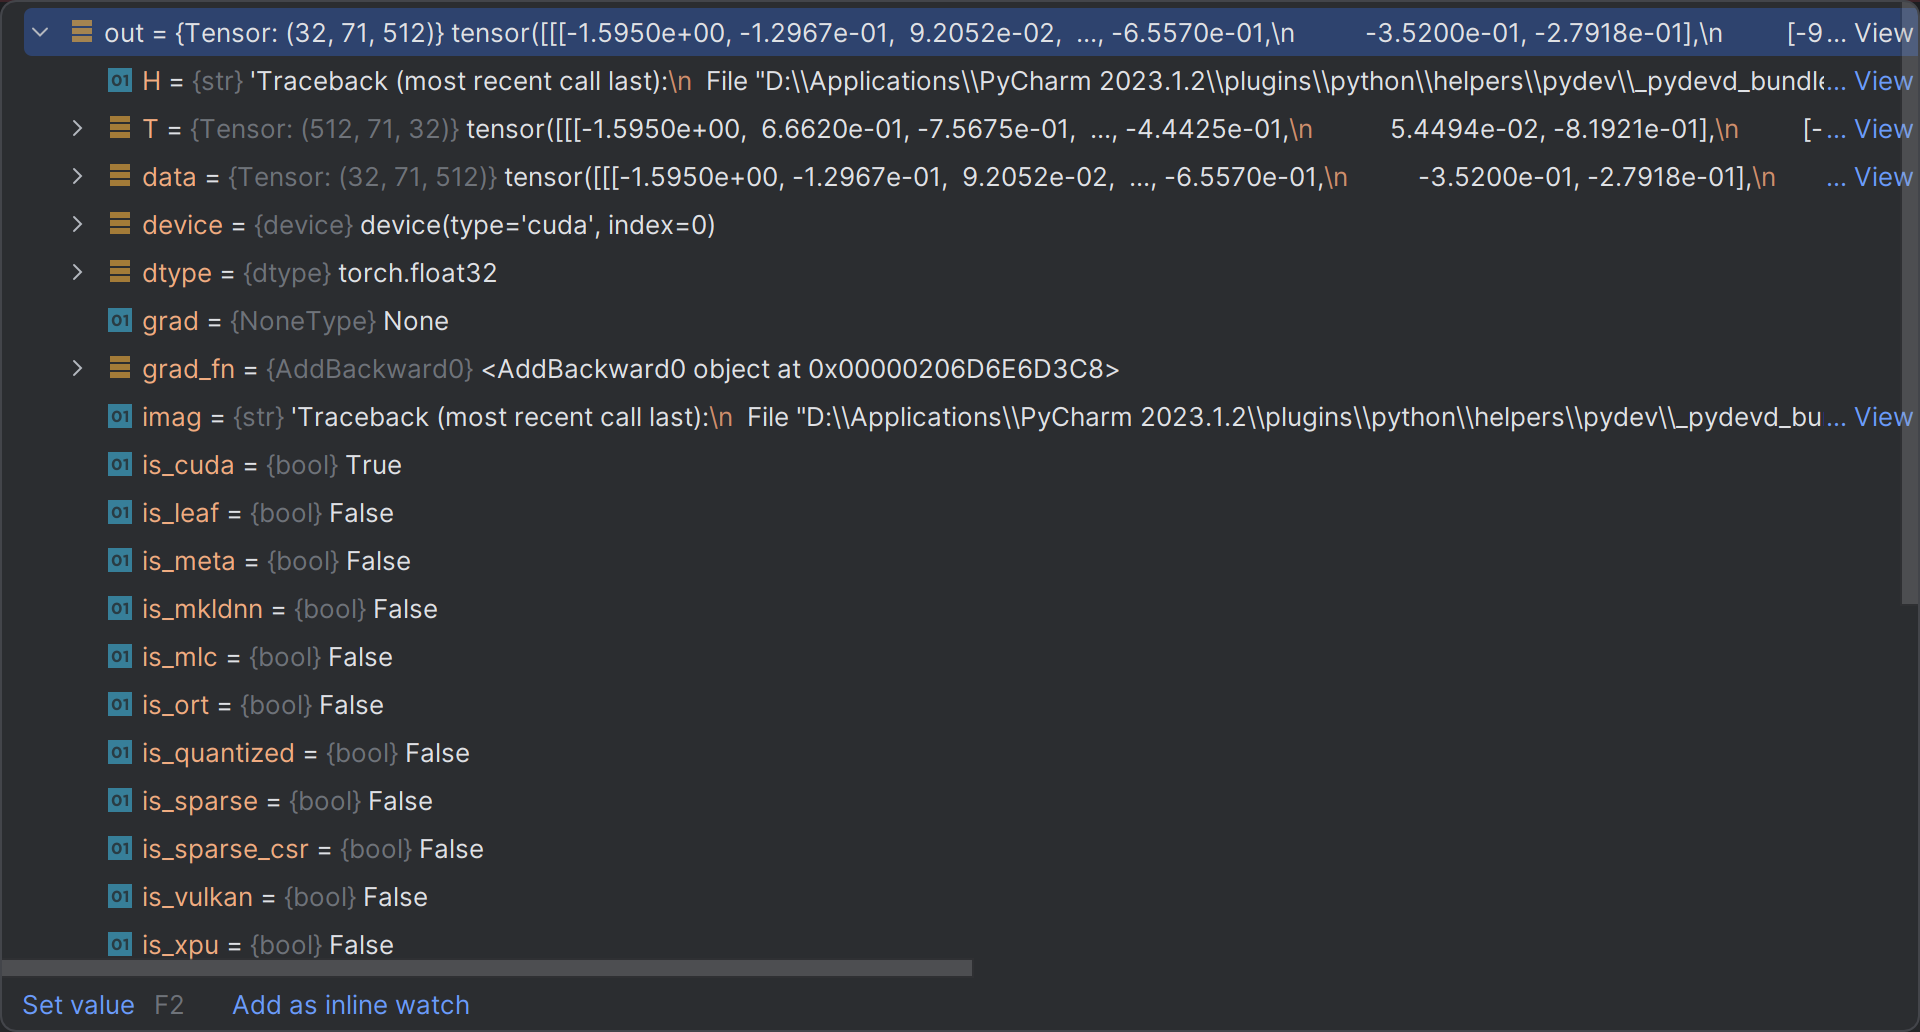 out = {Tensor: (32, 71, 512)} tensor([[[-1.5950e+00, -1.2967e-01,  9.2052e-02,  ..., -6.5570e-01,\n          -3.5200e-01, -2.7918e-01],\n         [-9... View
01 H = {str} 'Traceback (most recent call last):\n  File "D:\\Applications\\PyCharm 2023.1.2\\plugins\\python\\helpers\\pydev\\_pydevd_bundle... View
T = {Tensor: (512, 71, 32)} tensor([[[-1.5950e+00,  6.6620e-01, -7.5675e-01,  ..., -4.4425e-01,\n           5.4494e-02, -8.1921e-01],\n         [-... View
data = {Tensor: (32, 71, 512)} tensor([[[-1.5950e+00, -1.2967e-01,  9.2052e-02,  ..., -6.5570e-01,\n          -3.5200e-01, -2.7918e-01],\n ... View
device = {device} device(type='cuda', index=0)
dtype = {dtype} torch.float32
01 grad = {NoneType} None
grad_fn = {AddBackward0} <AddBackward0 object at 0x00000206D6E6D3C8>
01 imag = {str} 'Traceback (most recent call last):\n  File "D:\\Applications\\PyCharm 2023.1.2\\plugins\\python\\helpers\\pydev\\_pydevd_bu... View
01 is_cuda = {bool} True
01 is_leaf = {bool} False
01 is_meta = {bool} False
01 is_mkldnn = {bool} False
01 is_mlc = {bool} False
01 is_ort = {bool} False
01 is_quantized = {bool} False
01 is_sparse = {bool} False
01 is_sparse_csr = {bool} False
01 is_vulkan = {bool} False
01 is_xpu = {bool} False
Set value F2 Add as inline watch